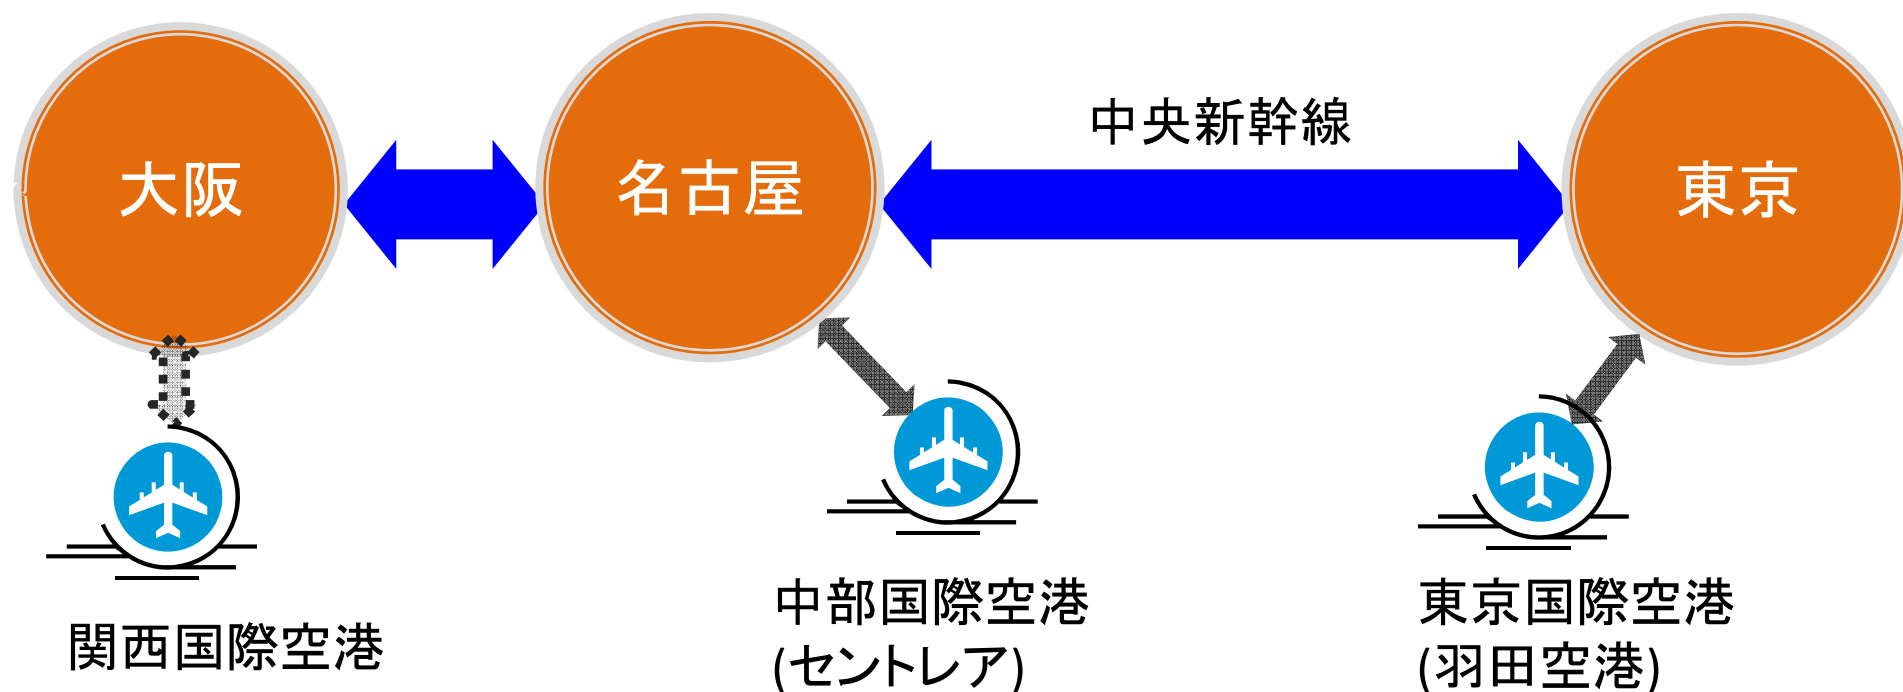 大阪
名古屋
中央新幹線
東京
関西国際空港
中部国際空港
(セントレア)
東京国際空港
(羽田空港)